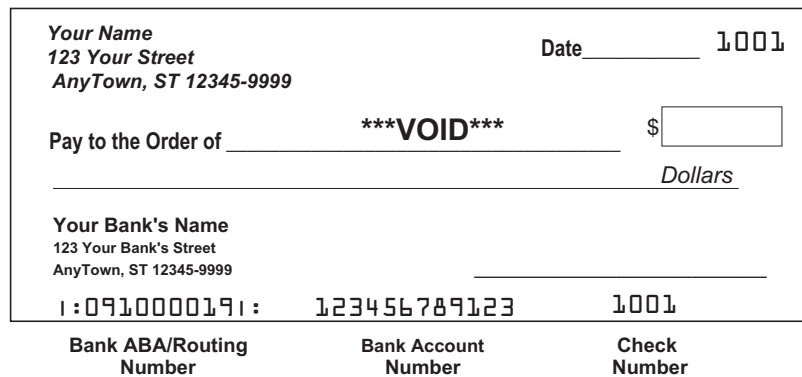 Your Name
123 Your Street
AnyTown, ST 12345-9999
Date__________ 1001
Pay to the Order of ***VOID*** $
Dollars
Your Bank's Name
123 Your Bank's Street
AnyTown, ST 12345-9999
⑆091000019⑆ 123456789123 1001
Bank ABA/Routing Number
Bank Account Number
Check Number